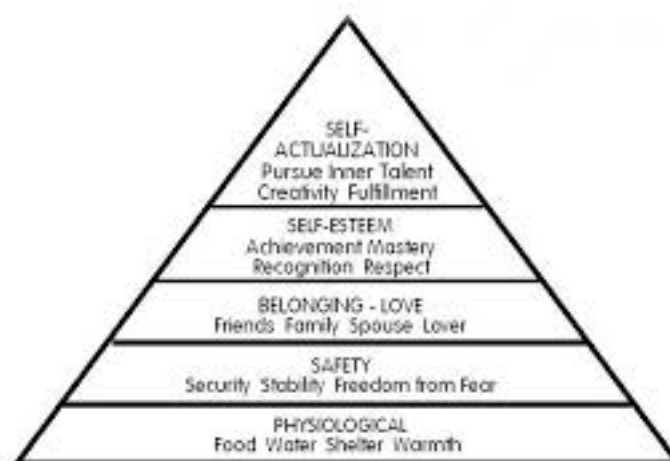 SELF-
ACTUALIZATION
Pursue Inner Talent
Creativity Fulfillment
SELF-ESTEEM
Achievement Mastery
Recognition Respect
BELONGING - LOVE
Friends Family Spouse Lover
SAFETY
Security Stability Freedom from Fear
PHYSIOLOGICAL
Food Water Shelter Warmth